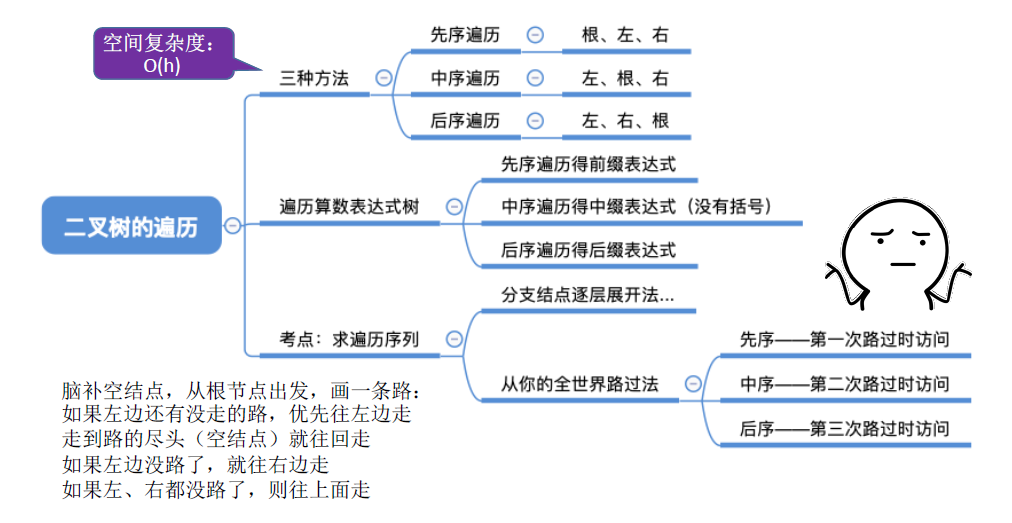 空间复杂度：
O(h)
二叉树的遍历
三种方法
先序遍历
根、左、右
中序遍历
左、根、右
后序遍历
左、右、根
遍历算数表达式树
先序遍历得前缀表达式
中序遍历得中缀表达式（没有括号）
后序遍历得后缀表达式
考点：求遍历序列
分支结点逐层展开法...
从你的全世界路过法
先序——第一次路过时访问
中序——第二次路过时访问
后序——第三次路过时访问
脑补空结点，从根节点出发，画一条路：
如果左边还有没走的路，优先往左边走
走到路的尽头（空结点）就往回走
如果左边没路了，就往右边走
如果左、右都没路了，则往上面走